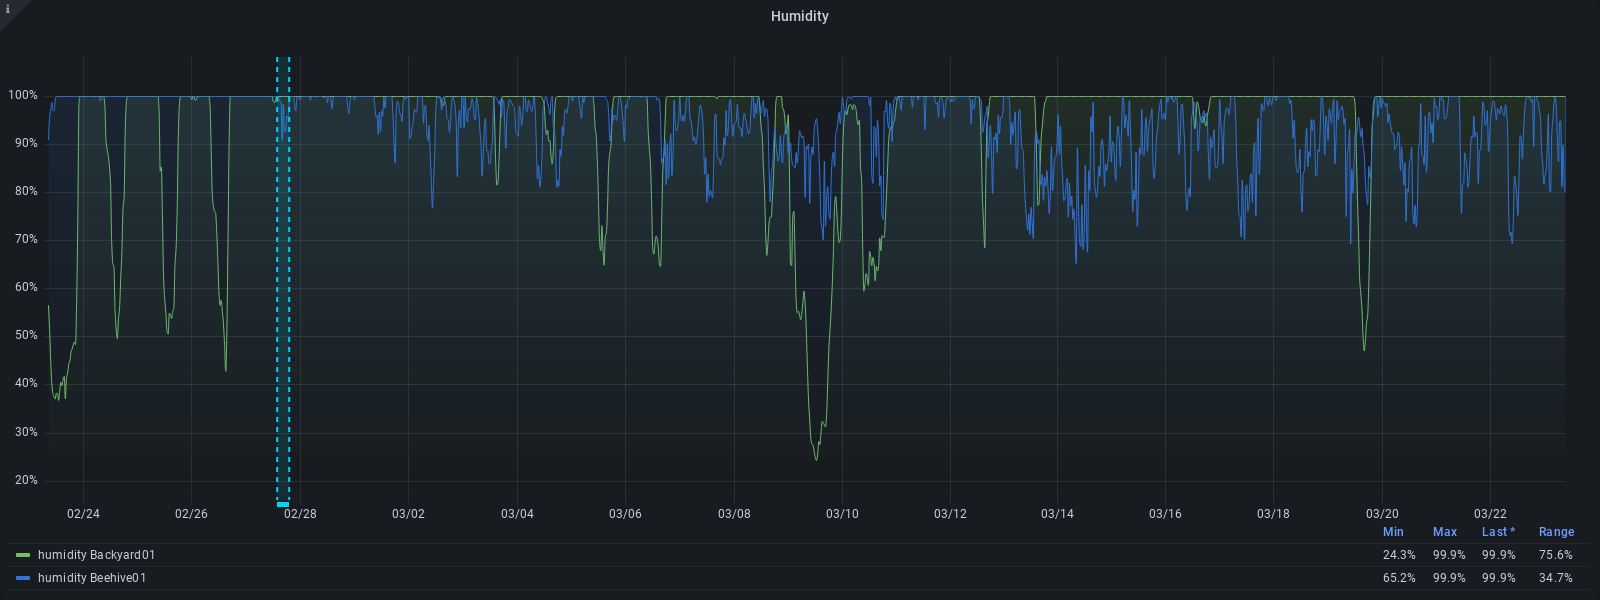 i
Humidity
100%
90%
80%
70%
60%
50%
40%
30%
20%
02/24 02/26 02/28 03/02 03/04 03/06 03/08 03/10 03/12 03/14 03/16 03/18 03/20 03/22
Min Max Last * Range
humidity Backyard01 24.3% 99.9% 99.9% 75.6%
humidity Beehive01 65.2% 99.9% 99.9% 34.7%